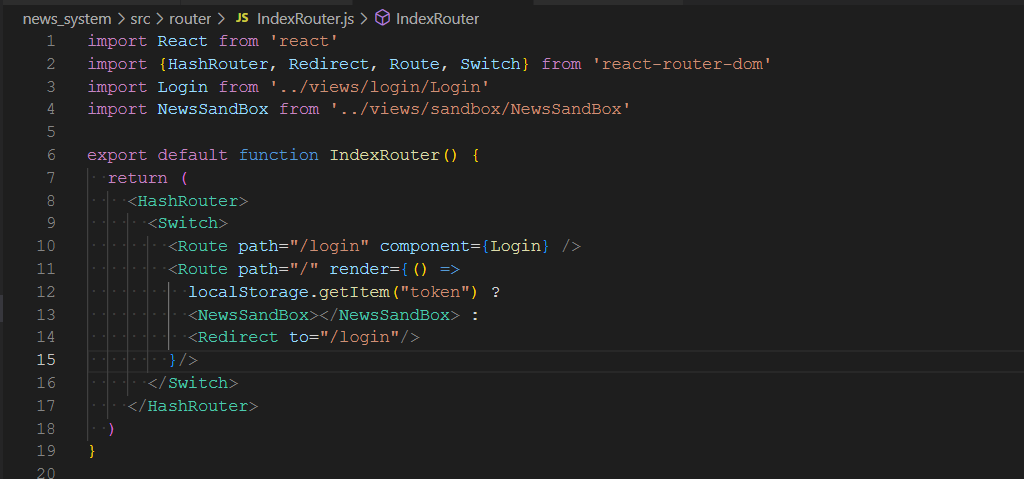 news_system > src > router > JS IndexRouter.js > IndexRouter
1 import React from 'react'
2 import {HashRouter, Redirect, Route, Switch} from 'react-router-dom'
3 import Login from '../views/login/Login'
4 import NewsSandBox from '../views/sandbox/NewsSandBox'
5
6 export default function IndexRouter() {
7   return (
8     <HashRouter>
9       <Switch>
10         <Route path="/login" component={Login} />
11         <Route path="/" render={() =>
12           localStorage.getItem("token") ?
13           <NewsSandBox></NewsSandBox> :
14           <Redirect to="/login"/>
15         }/>
16       </Switch>
17     </HashRouter>
18   )
19 }
20